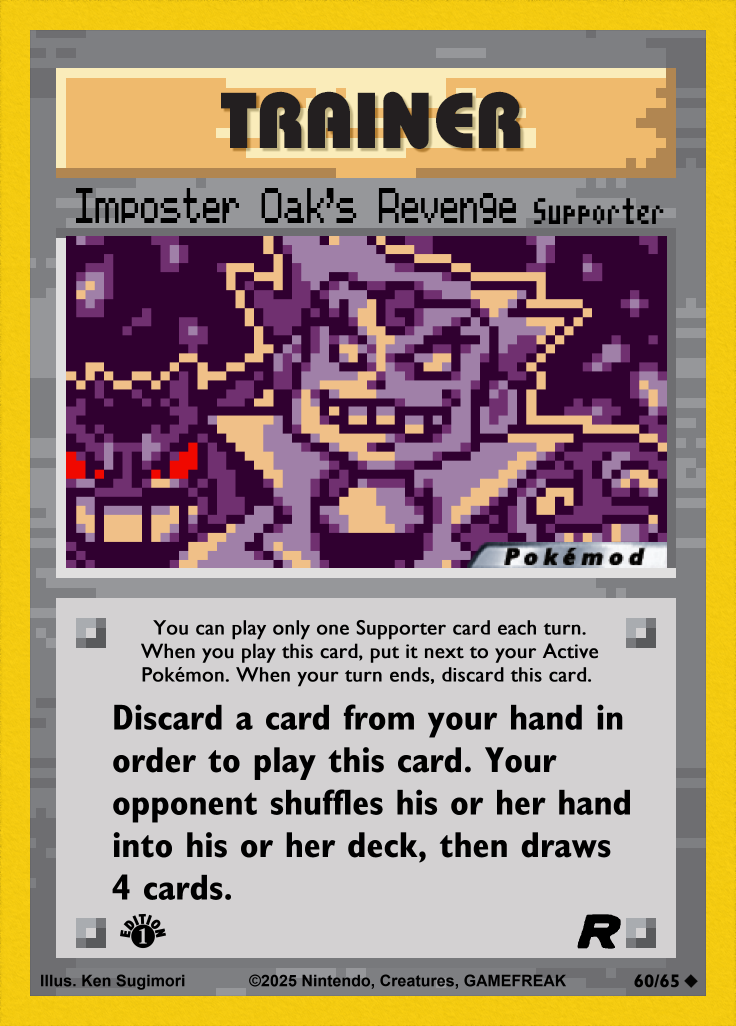 TRAINER
Imposter Oak's Revenge Supporter
Pokémod
You can play only one Supporter card each turn.
When you play this card, put it next to your Active
Pokémon. When your turn ends, discard this card.
Discard a card from your hand in
order to play this card. Your
opponent shuffles his or her hand
into his or her deck, then draws
4 cards.
EDITION
1
R
Illus. Ken Sugimori ©2025 Nintendo, Creatures, GAMEFREAK 60/65 ◆